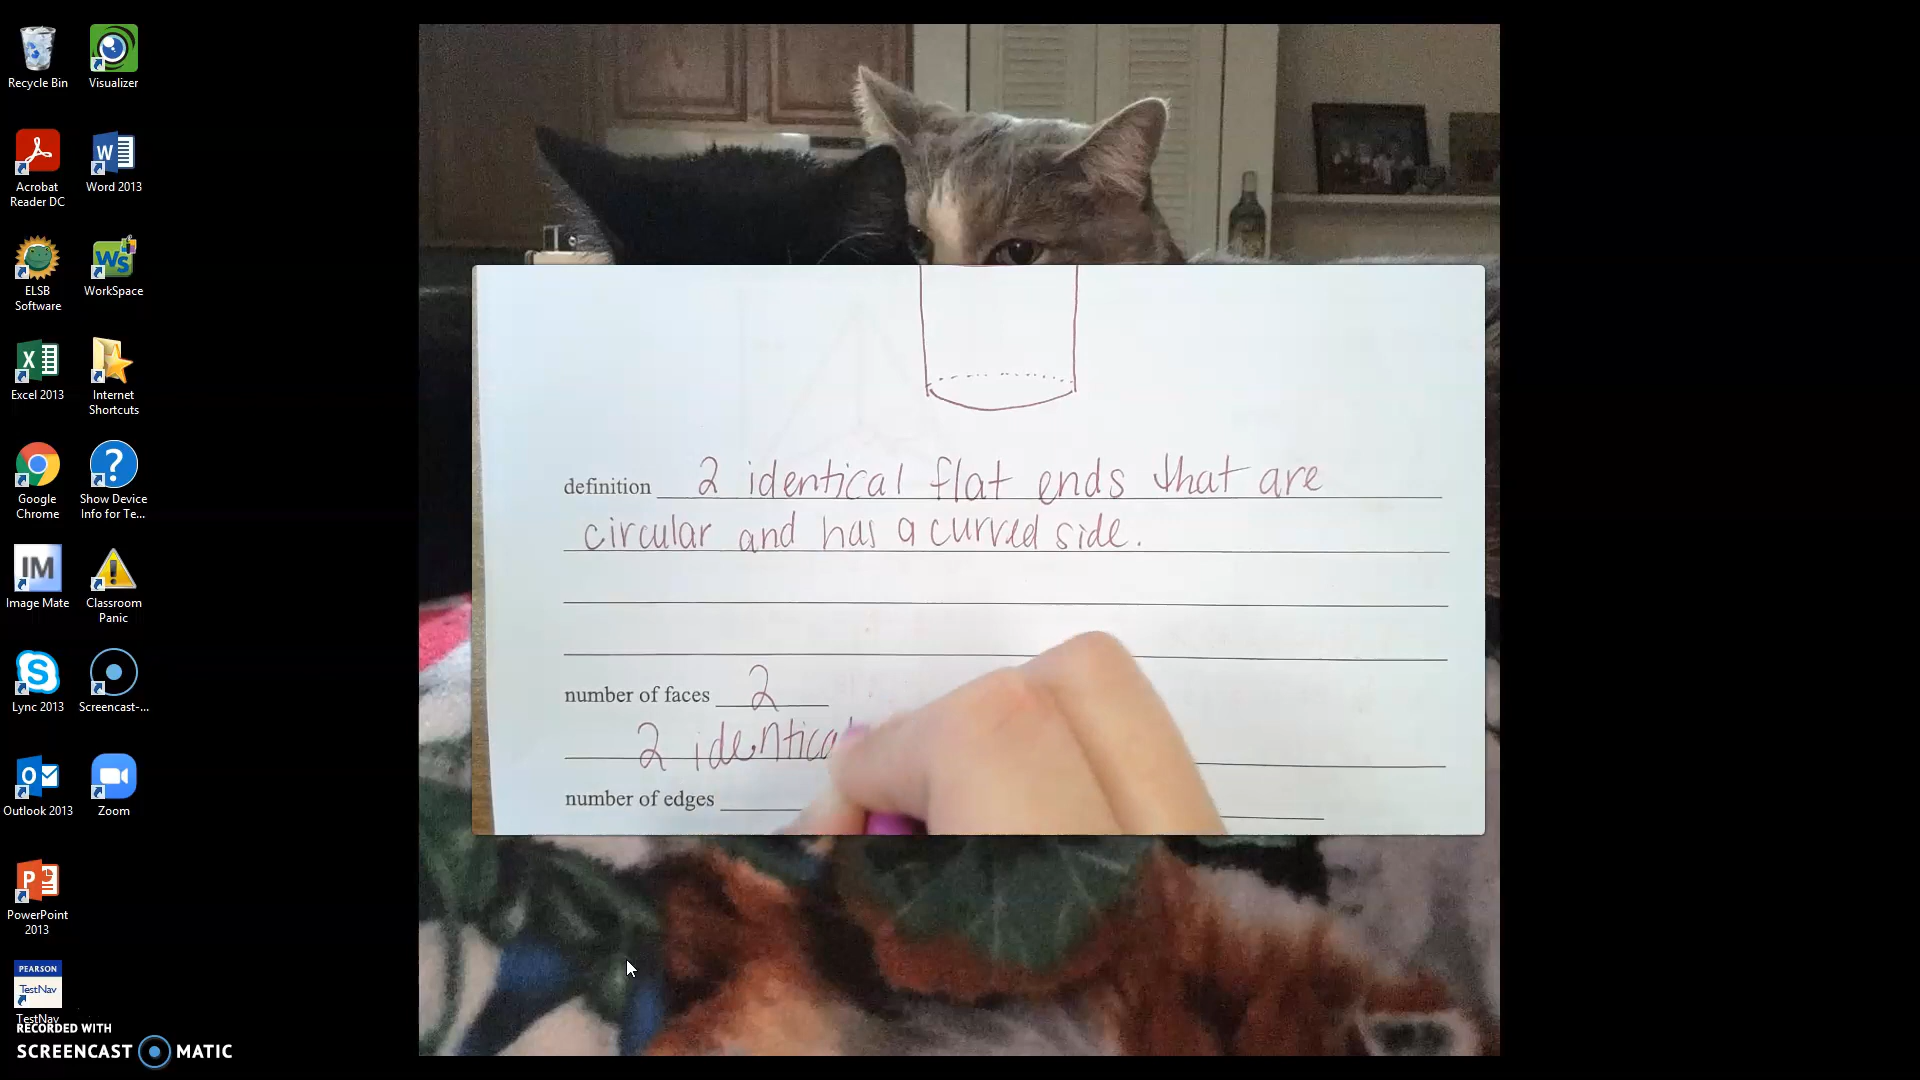 Recycle Bin
Visualizer
Acrobat
Reader DC
Word 2013
ELSB
Software
WS
WorkSpace
Excel 2013
Internet
Shortcuts
Google
Chrome
Show Device
Info for Te...
IM
Image Mate
Classroom
Panic
Lync 2013
Screencast-...
Outlook 2013
Zoom
PowerPoint
2013
PEARSON
TestNav
TestNav
RECORDED WITH
SCREENCAST MATIC
definition 2 identical flat ends that are
circular and has a curved side.
number of faces 2
2 identical
number of edges